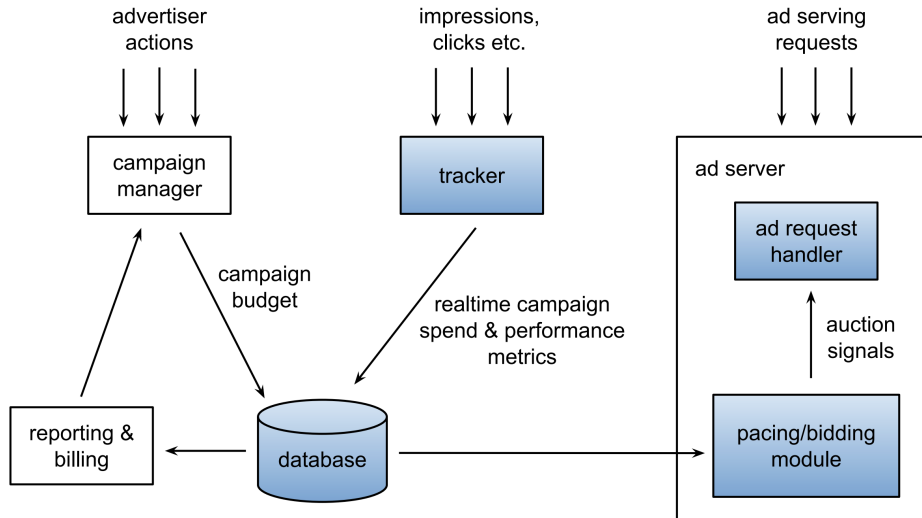 advertiser
actions
impressions,
clicks etc.
ad serving
requests
campaign
manager
tracker
ad server
ad request
handler
campaign
budget
realtime campaign
spend & performance
metrics
auction
signals
reporting &
billing
database
pacing/bidding
module